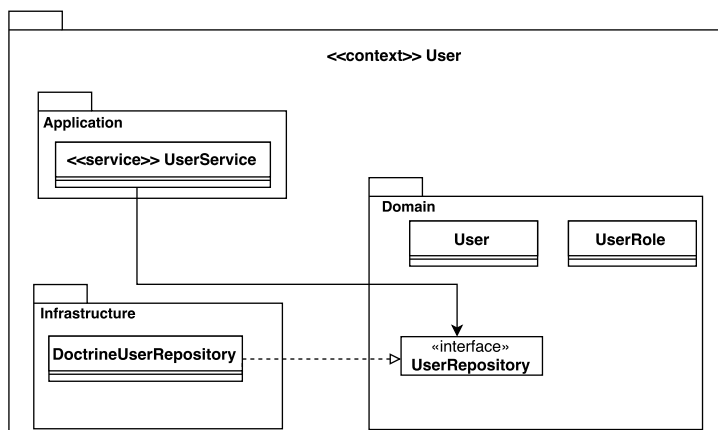 <<context>> User
Application
<<service>> UserService
Domain
User
UserRole
Infrastructure
DoctrineUserRepository
«interface»
UserRepository